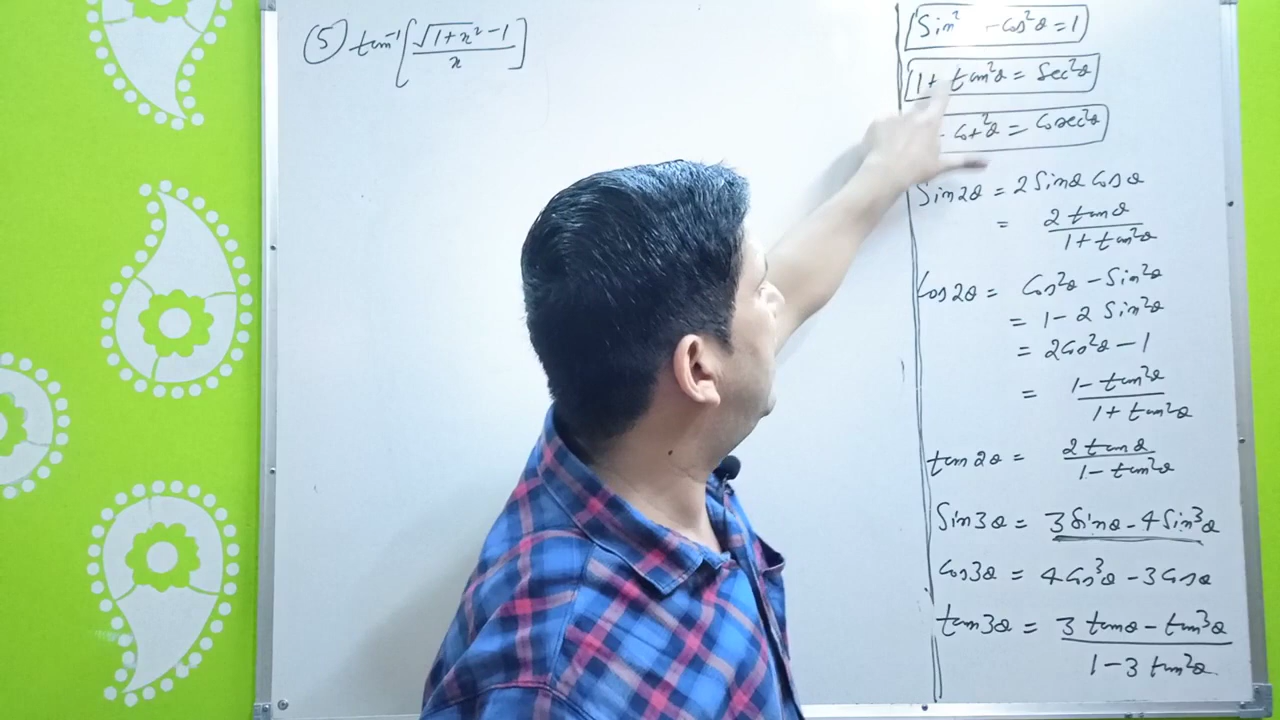 (5) tan⁻¹[(√(1+x²) - 1)/x]
Sin² - Cos²θ = 1
1 + tan²θ = Sec²θ
- Cot²θ = Cosec²θ
Sin2θ = 2 Sinθ Cosθ
= 2 tanθ / 1 + tan²θ
Cos2θ = Cos²θ - Sin²θ
= 1 - 2 Sin²θ
= 2Cos²θ - 1
= 1 - tan²θ / 1 + tan²θ
tan2θ = 2 tanθ / 1 - tan²θ
Sin3θ = 3 Sinθ - 4 Sin³θ
Cos3θ = 4 Cos³θ - 3 Cosθ
tan3θ = 3 tanθ - tan³θ / 1 - 3 tan²θ